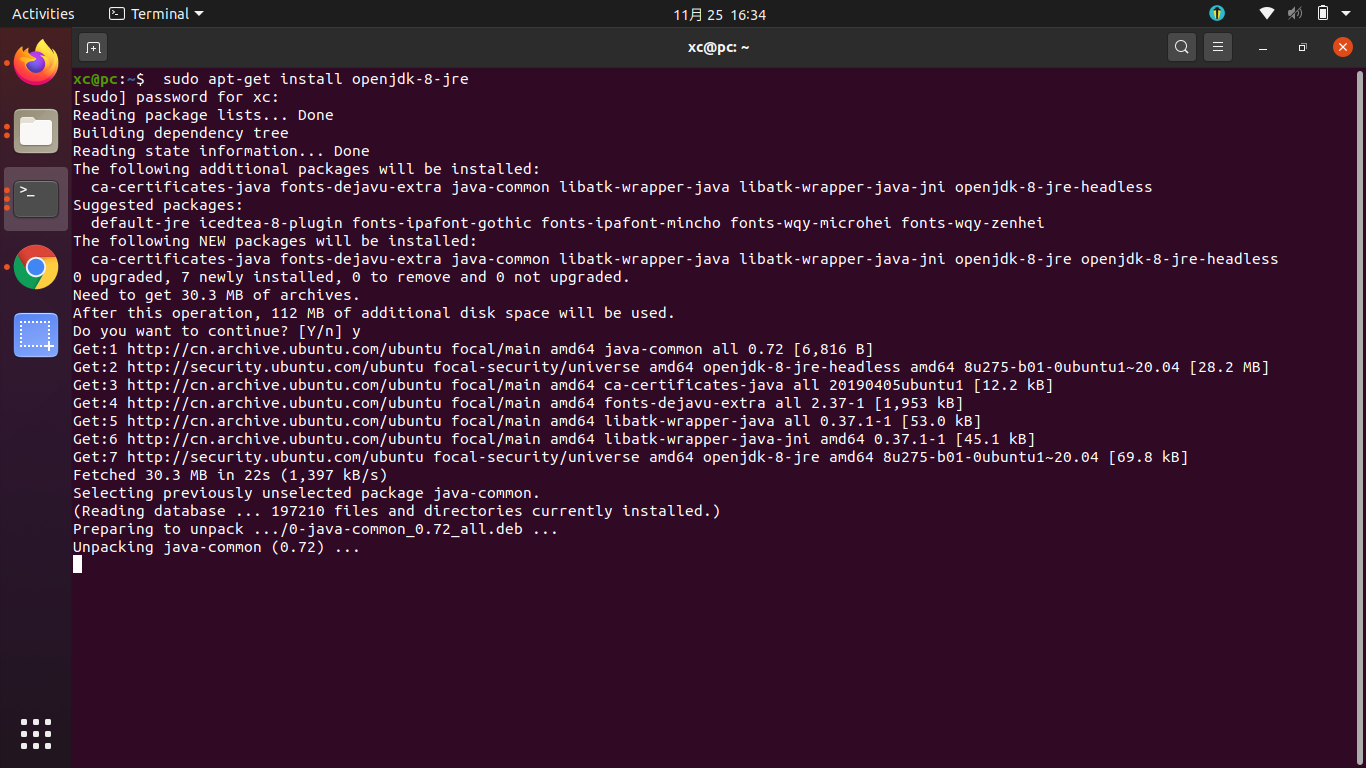 Activities
Terminal
11月 25 16:34
xc@pc: ~
xc@pc:~$  sudo apt-get install openjdk-8-jre
[sudo] password for xc:
Reading package lists... Done
Building dependency tree
Reading state information... Done
The following additional packages will be installed:
  ca-certificates-java fonts-dejavu-extra java-common libatk-wrapper-java libatk-wrapper-java-jni openjdk-8-jre-headless
Suggested packages:
  default-jre icedtea-8-plugin fonts-ipafont-gothic fonts-ipafont-mincho fonts-wqy-microhei fonts-wqy-zenhei
The following NEW packages will be installed:
  ca-certificates-java fonts-dejavu-extra java-common libatk-wrapper-java libatk-wrapper-java-jni openjdk-8-jre openjdk-8-jre-headless
0 upgraded, 7 newly installed, 0 to remove and 0 not upgraded.
Need to get 30.3 MB of archives.
After this operation, 112 MB of additional disk space will be used.
Do you want to continue? [Y/n] y
Get:1 http://cn.archive.ubuntu.com/ubuntu focal/main amd64 java-common all 0.72 [6,816 B]
Get:2 http://security.ubuntu.com/ubuntu focal-security/universe amd64 openjdk-8-jre-headless amd64 8u275-b01-0ubuntu1~20.04 [28.2 MB]
Get:3 http://cn.archive.ubuntu.com/ubuntu focal/main amd64 ca-certificates-java all 20190405ubuntu1 [12.2 kB]
Get:4 http://cn.archive.ubuntu.com/ubuntu focal/main amd64 fonts-dejavu-extra all 2.37-1 [1,953 kB]
Get:5 http://cn.archive.ubuntu.com/ubuntu focal/main amd64 libatk-wrapper-java all 0.37.1-1 [53.0 kB]
Get:6 http://cn.archive.ubuntu.com/ubuntu focal/main amd64 libatk-wrapper-java-jni amd64 0.37.1-1 [45.1 kB]
Get:7 http://security.ubuntu.com/ubuntu focal-security/universe amd64 openjdk-8-jre amd64 8u275-b01-0ubuntu1~20.04 [69.8 kB]
Fetched 30.3 MB in 22s (1,397 kB/s)
Selecting previously unselected package java-common.
(Reading database ... 197210 files and directories currently installed.)
Preparing to unpack .../0-java-common_0.72_all.deb ...
Unpacking java-common (0.72) ...